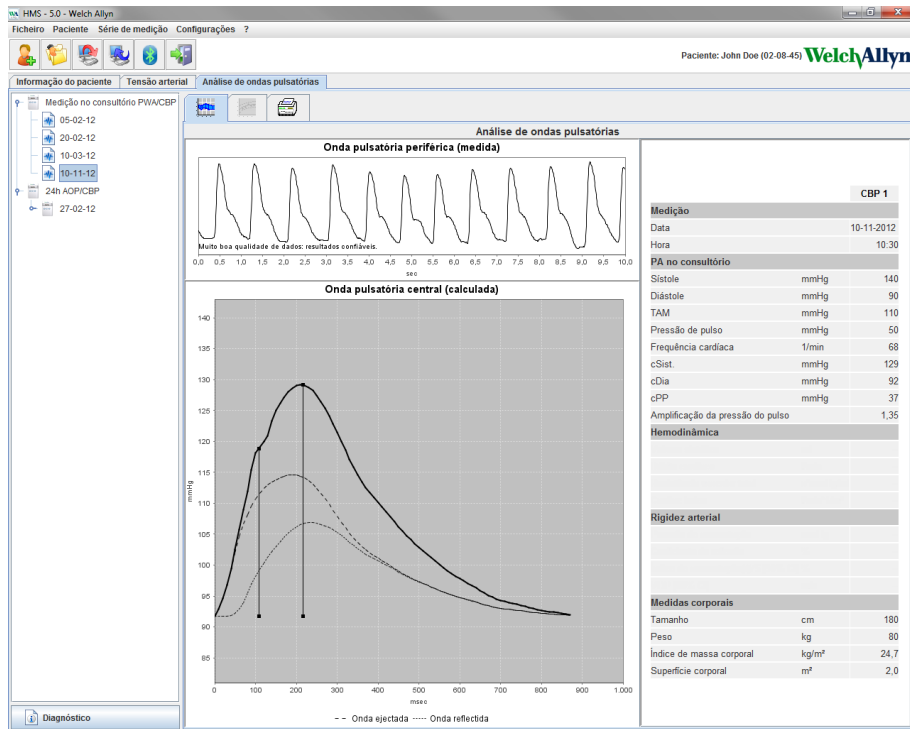 WA HMS - 5.0 - Welch Allyn
Ficheiro Paciente Série de medição Configurações ?
Paciente: John Doe (02-08-45) WelchAllyn
Informação do paciente Tensão arterial Análise de ondas pulsatórias
Medição no consultório PWA/CBP
05-02-12
20-02-12
10-03-12
10-11-12
24h AOP/CBP
27-02-12
Diagnóstico
Análise de ondas pulsatórias
Onda pulsatória periférica (medida)
Muito boa qualidade de dados: resultados confiáveis.
0,0 0,5 1,0 1,5 2,0 2,5 3,0 3,5 4,0 4,5 5,0 5,5 6,0 6,5 7,0 7,5 8,0 8,5 9,0 9,5 10,0
sec
Onda pulsatória central (calculada)
mmHg
140
135
130
125
120
115
110
105
100
95
90
85
0 100 200 300 400 500 600 700 800 900 1.000
msec
Onda ejectada Onda reflectida
CBP 1
Medição
Data 10-11-2012
Hora 10:30
PA no consultório
Sístole mmHg 140
Diástole mmHg 90
TAM mmHg 110
Pressão de pulso mmHg 50
Frequência cardíaca 1/min 68
cSist. mmHg 129
cDia mmHg 92
cPP mmHg 37
Amplificação da pressão do pulso 1,35
Hemodinâmica
Rigidez arterial
Medidas corporais
Tamanho cm 180
Peso kg 80
Índice de massa corporal kg/m² 24,7
Superfície corporal m² 2,0